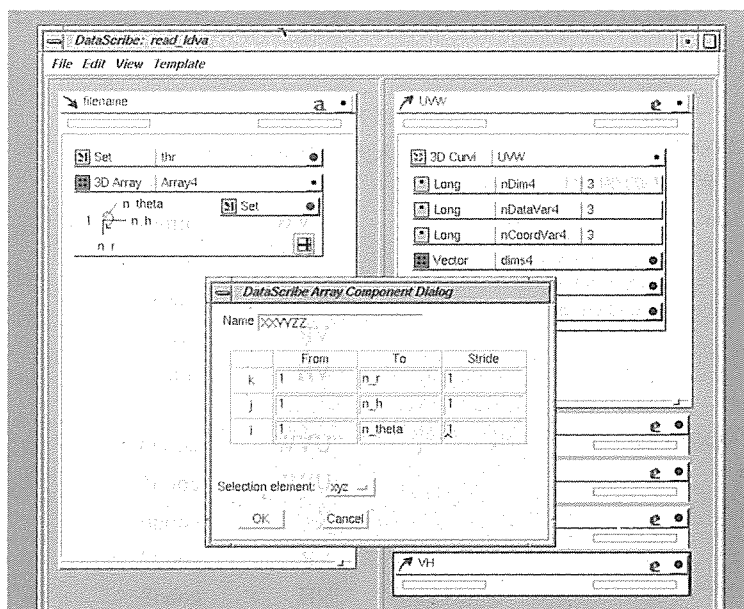 DataScribe: read_ldva
File Edit View Template
filename a
Set thr
3D Array Array4
n_theta
1 n_h
n_r
Set
UVW e
3D Curvi UVW
Long nDim4 3
Long nDataVar4 3
Long nCoordVar4 3
Vector dims4
DataScribe Array Component Dialog
Name XXYYZZ
From To Stride
k 1 n_r 1
j 1 n_h 1
i 1 n_theta 1
Selection element: xyz
OK Cancel
e
e
e
VH e